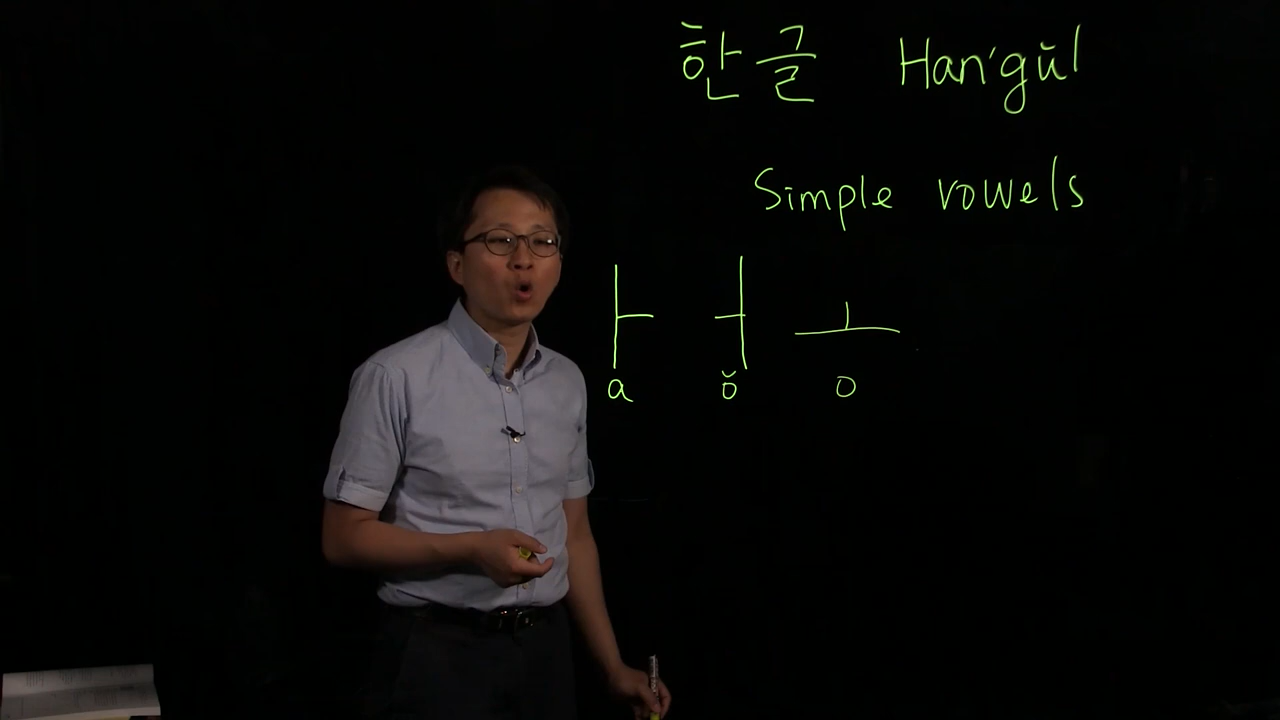 한글 Han'gŭl
Simple vowels
ㅏ ㅓ ㅗ
a ŏ o